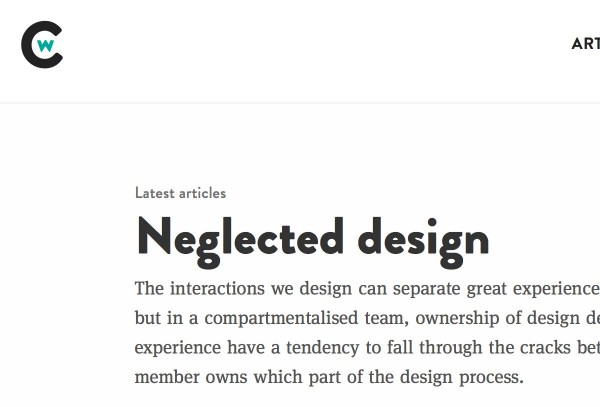 CW
ART
Latest articles
Neglected design
The interactions we design can separate great experience
but in a compartmentalised team, ownership of design de
experience have a tendency to fall through the cracks bet
member owns which part of the design process.